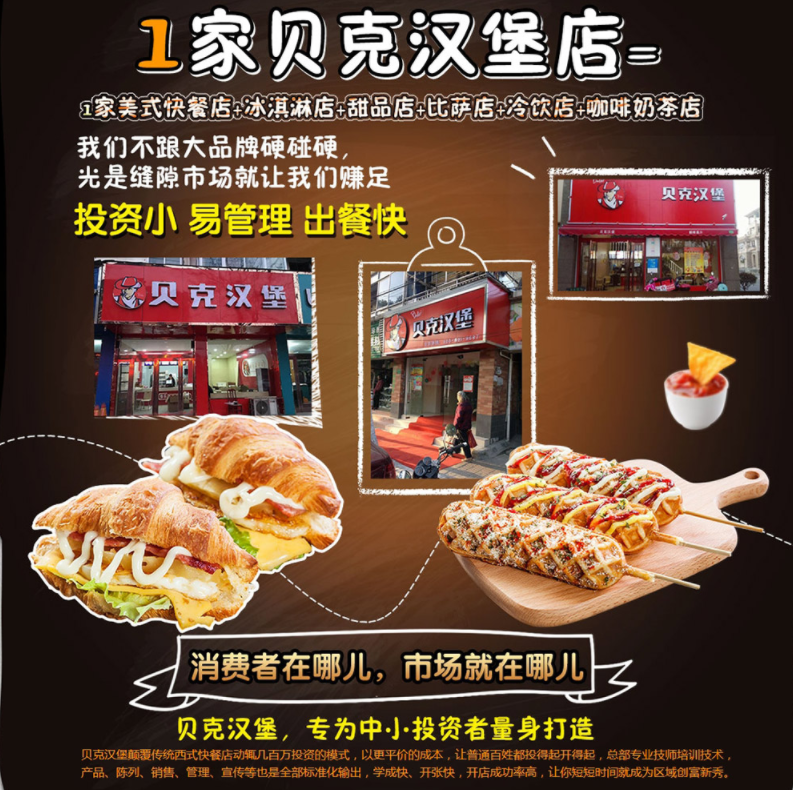 1家贝克汉堡店=
1家美式快餐店+冰淇淋店+甜品店+比萨店+冷饮店+咖啡奶茶店
我们不跟大品牌硬碰硬,
光是缝隙市场就让我们赚足
投资小 易管理 出餐快
贝克汉堡
贝克汉堡
贝克汉堡
消费者在哪儿，市场就在哪儿
贝克汉堡，专为中小投资者量身打造
贝克汉堡颠覆传统西式快餐店动辄几百万投资的模式，以更平价的成本，让普通百姓都投得起开得起，总部专业技师培训技术，
产品、陈列、销售、管理、宣传等也是全部标准化输出，学成快、开张快，开店成功率高，让你短短时间就成为区域创富新秀。